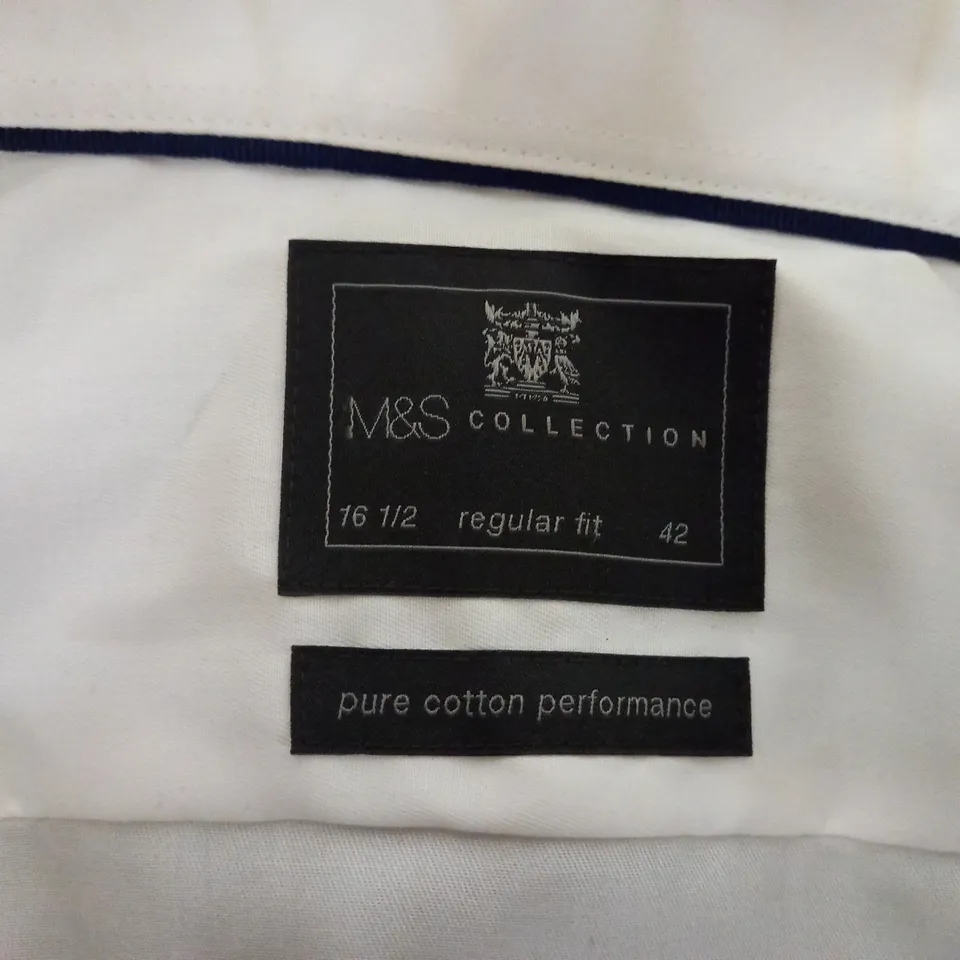 M&S COLLECTION
16 1/2 regular fit 42
pure cotton performance